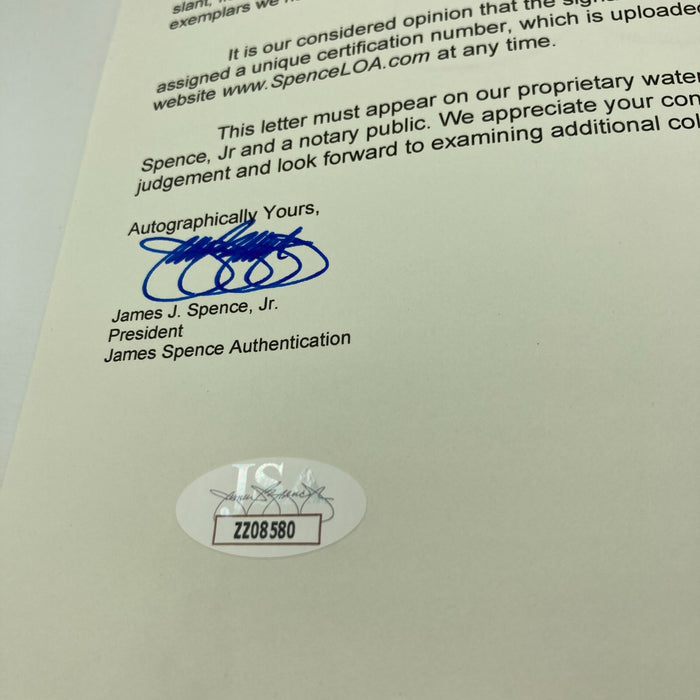 slant,
exemplars we
It is our considered opinion that the
assigned a unique certification number, which is uploaded
website www.SpenceLOA.com at any time.
This letter must appear on our proprietary water
Spence, Jr and a notary public. We appreciate your con
judgement and look forward to examining additional col
Autographically Yours,
James J. Spence, Jr.
President
James Spence Authentication
JSA
ZZ08580